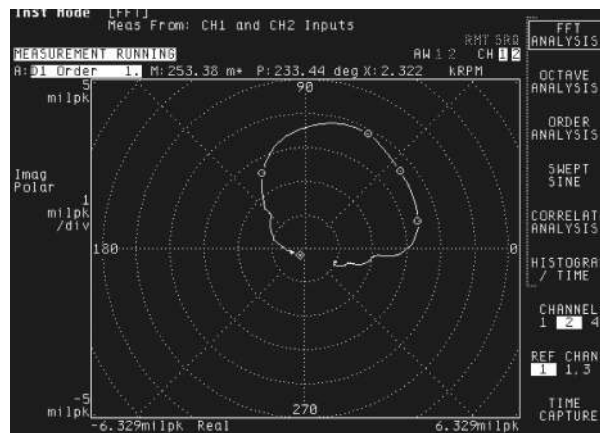 Inst Mode [FFT]
Meas From: CH1 and CH2 Inputs
RMT SRQ
MEASUREMENT RUNNING
AW 1 2 CH 1 2
A: D1 Order 1. M:253.38 m* P:233.44 deg X:2.322 kRPM
5
milpk
90
Imag
Polar
1
milpk
/div
180
0
-5
milpk
270
-6.329milpk Real
6.329milpk
FFT
ANALYSIS
OCTAVE
ANALYSIS
ORDER
ANALYSIS
SWEPT
SINE
CORRELAT
ANALYSIS
HISTOGRA
/ TIME
CHANNEL
1 2 4
REF CHAN
1 1,3
TIME
CAPTURE